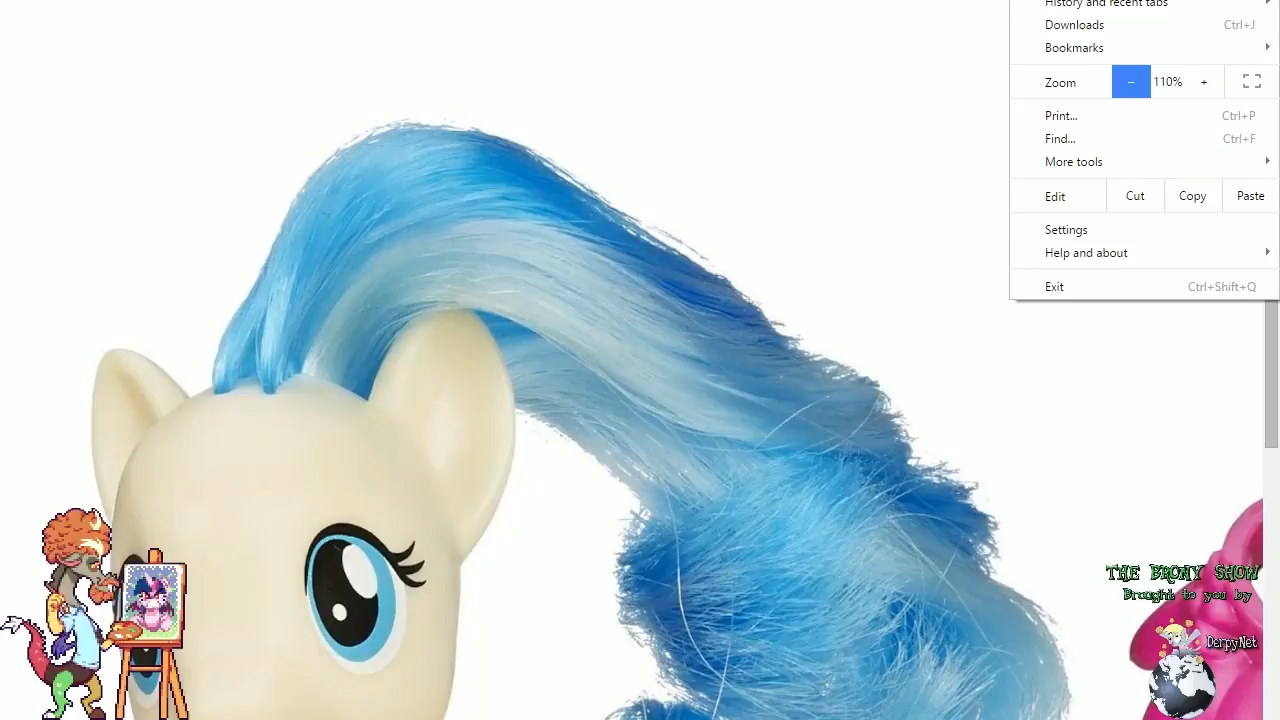 History and recent tabs
Downloads Ctrl+J
Bookmarks
Zoom − 110% +
Print... Ctrl+P
Find... Ctrl+F
More tools
Edit Cut Copy Paste
Settings
Help and about
Exit Ctrl+Shift+Q
THE BRONY SHOW
Brought to you by
DerpyNet